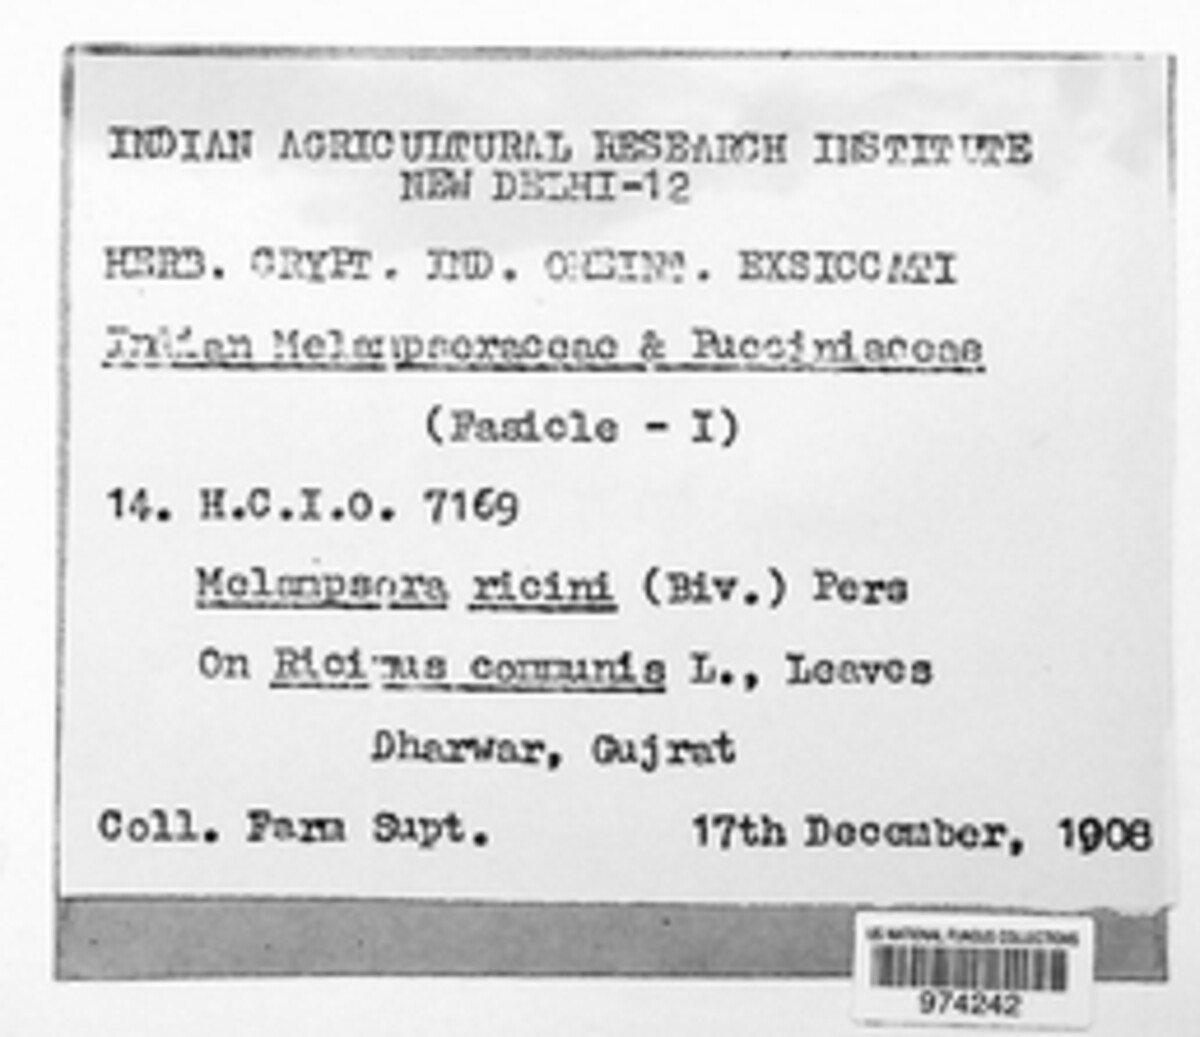 INDIAN AGRICULTURAL RESEARCH INSTITUTE
NEW DELHI-12
HERB. CRYPT. IND. ORIENT. EXSICCATI
Indian Melampsoraceae & Pucciniaceae
(Fasicle - I)
14. H.C.I.O. 7169
Melampsora ricini (Biv.) Pers
On Ricinus communis L., Leaves
Dharwar, Gujrat
Coll. Farm Supt. 17th December, 1908
US NATIONAL FUNGUS COLLECTIONS
974242